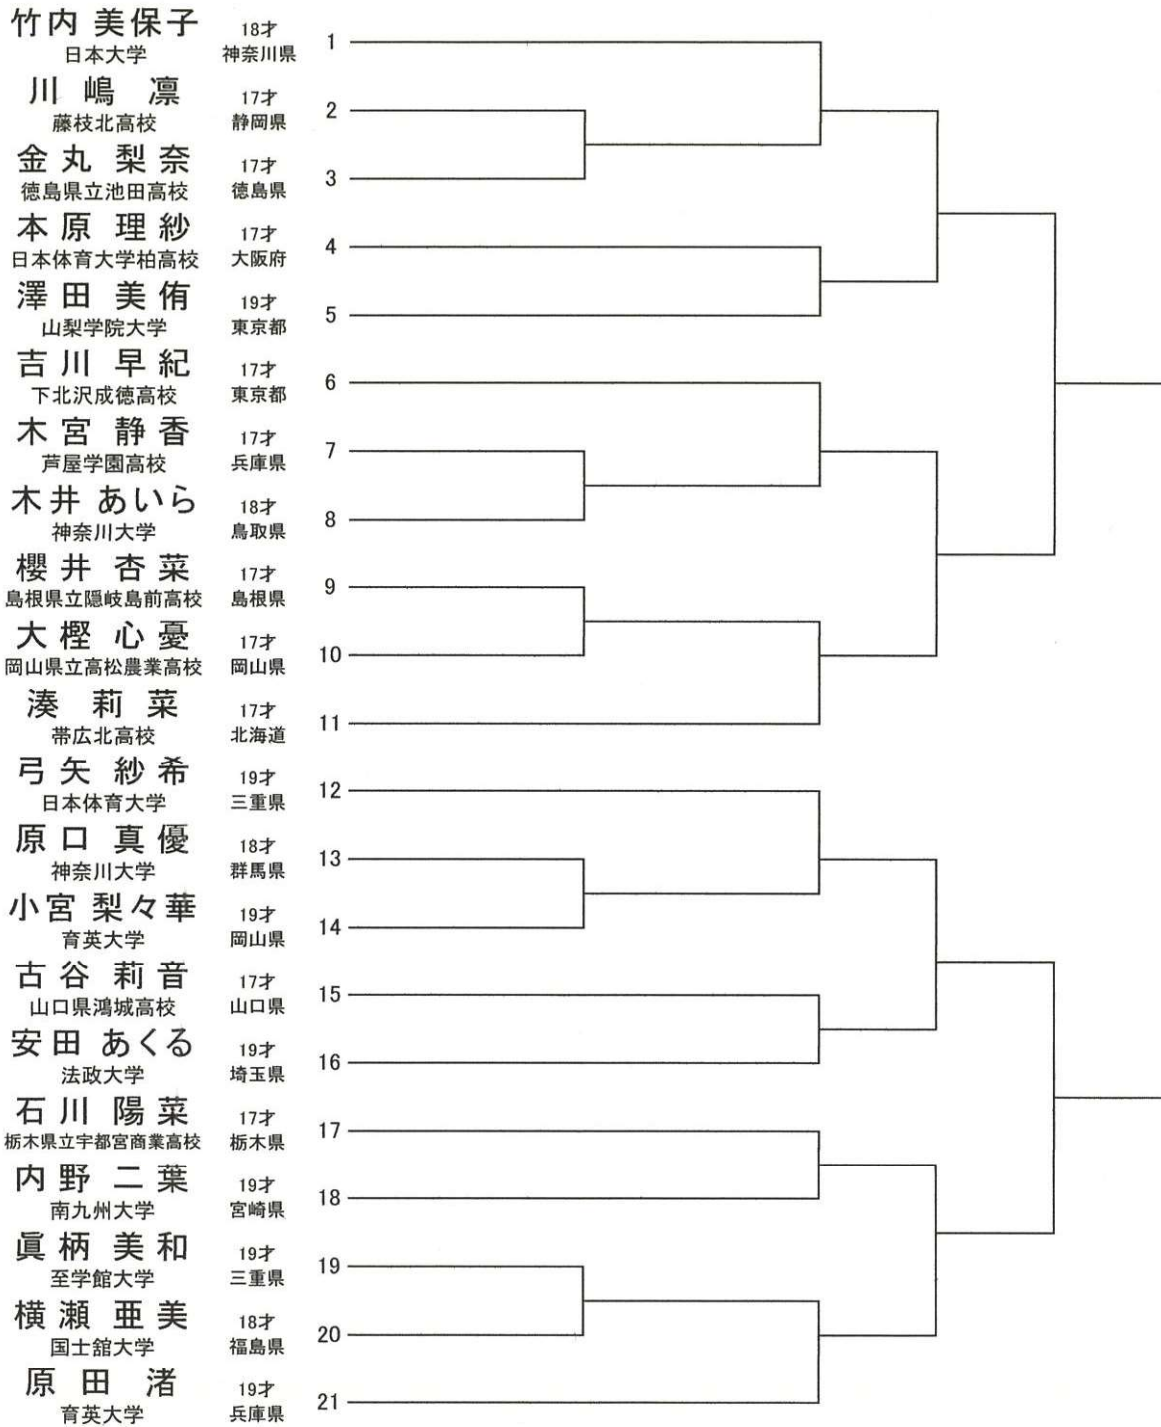 竹内 美保子 18才 1
日本大学 神奈川県
川嶋 凛 17才 2
藤枝北高校 静岡県
金丸 梨奈 17才 3
徳島県立池田高校 徳島県
本原 理紗 17才 4
日本体育大学柏高校 大阪府
澤田 美侑 19才 5
山梨学院大学 東京都
吉川 早紀 17才 6
下北沢成徳高校 東京都
木宮 静香 17才 7
芦屋学園高校 兵庫県
木井 あいら 18才 8
神奈川大学 鳥取県
櫻井 杏菜 17才 9
島根県立隠岐島前高校 島根県
大樫 心憂 17才 10
岡山県立高松農業高校 岡山県
湊 莉菜 17才 11
帯広北高校 北海道
弓矢 紗希 19才 12
日本体育大学 三重県
原口 真優 18才 13
神奈川大学 群馬県
小宮 梨々華 19才 14
育英大学 岡山県
古谷 莉音 17才 15
山口県鴻城高校 山口県
安田 あくる 19才 16
法政大学 埼玉県
石川 陽菜 17才 17
栃木県立宇都宮商業高校 栃木県
内野 二葉 19才 18
南九州大学 宮崎県
眞柄 美和 19才 19
至学館大学 三重県
横瀬 亜美 18才 20
国士舘大学 福島県
原田 渚 19才 21
育英大学 兵庫県